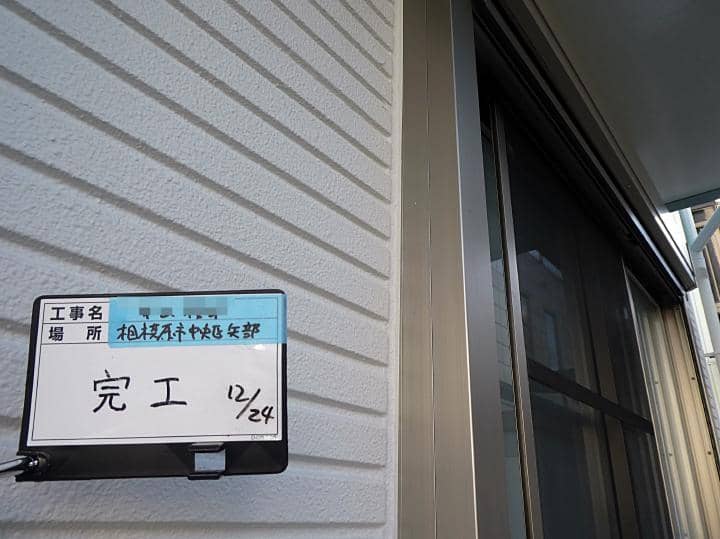 工事名
場所 相模原市中央区矢部
完工 12/24